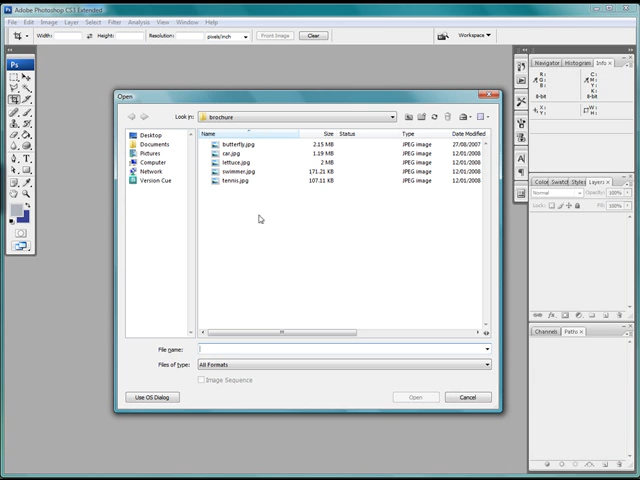 Adobe Photoshop CS3 Extended
File Edit Image Layer Select Filter Analysis View Window Help
Width: Height: Resolution: pixels/inch Front Image Clear Workspace
Ps
Navigator Histogram Info
R: C:
G: M:
B: Y:
K:
8-bit 8-bit
X: W:
Y: H:
Color Swatch Styles Layers
Normal Opacity: 100%
Lock: Fill: 100%
Channels Paths
Open
Look in: brochure
Desktop
Documents
Pictures
Computer
Network
Version Cue
Name Size Status Type Date Modified
butterfly.jpg 2.15 MB JPEG image 27/08/2007
car.jpg 1.19 MB JPEG image 12/01/2008
lettuce.jpg 2 MB JPEG image 12/01/2008
swimmer.jpg 171.21 KB JPEG image 12/01/2008
tennis.jpg 107.11 KB JPEG image 12/01/2008
File name:
Files of type: All Formats
Image Sequence
Use OS Dialog Open Cancel